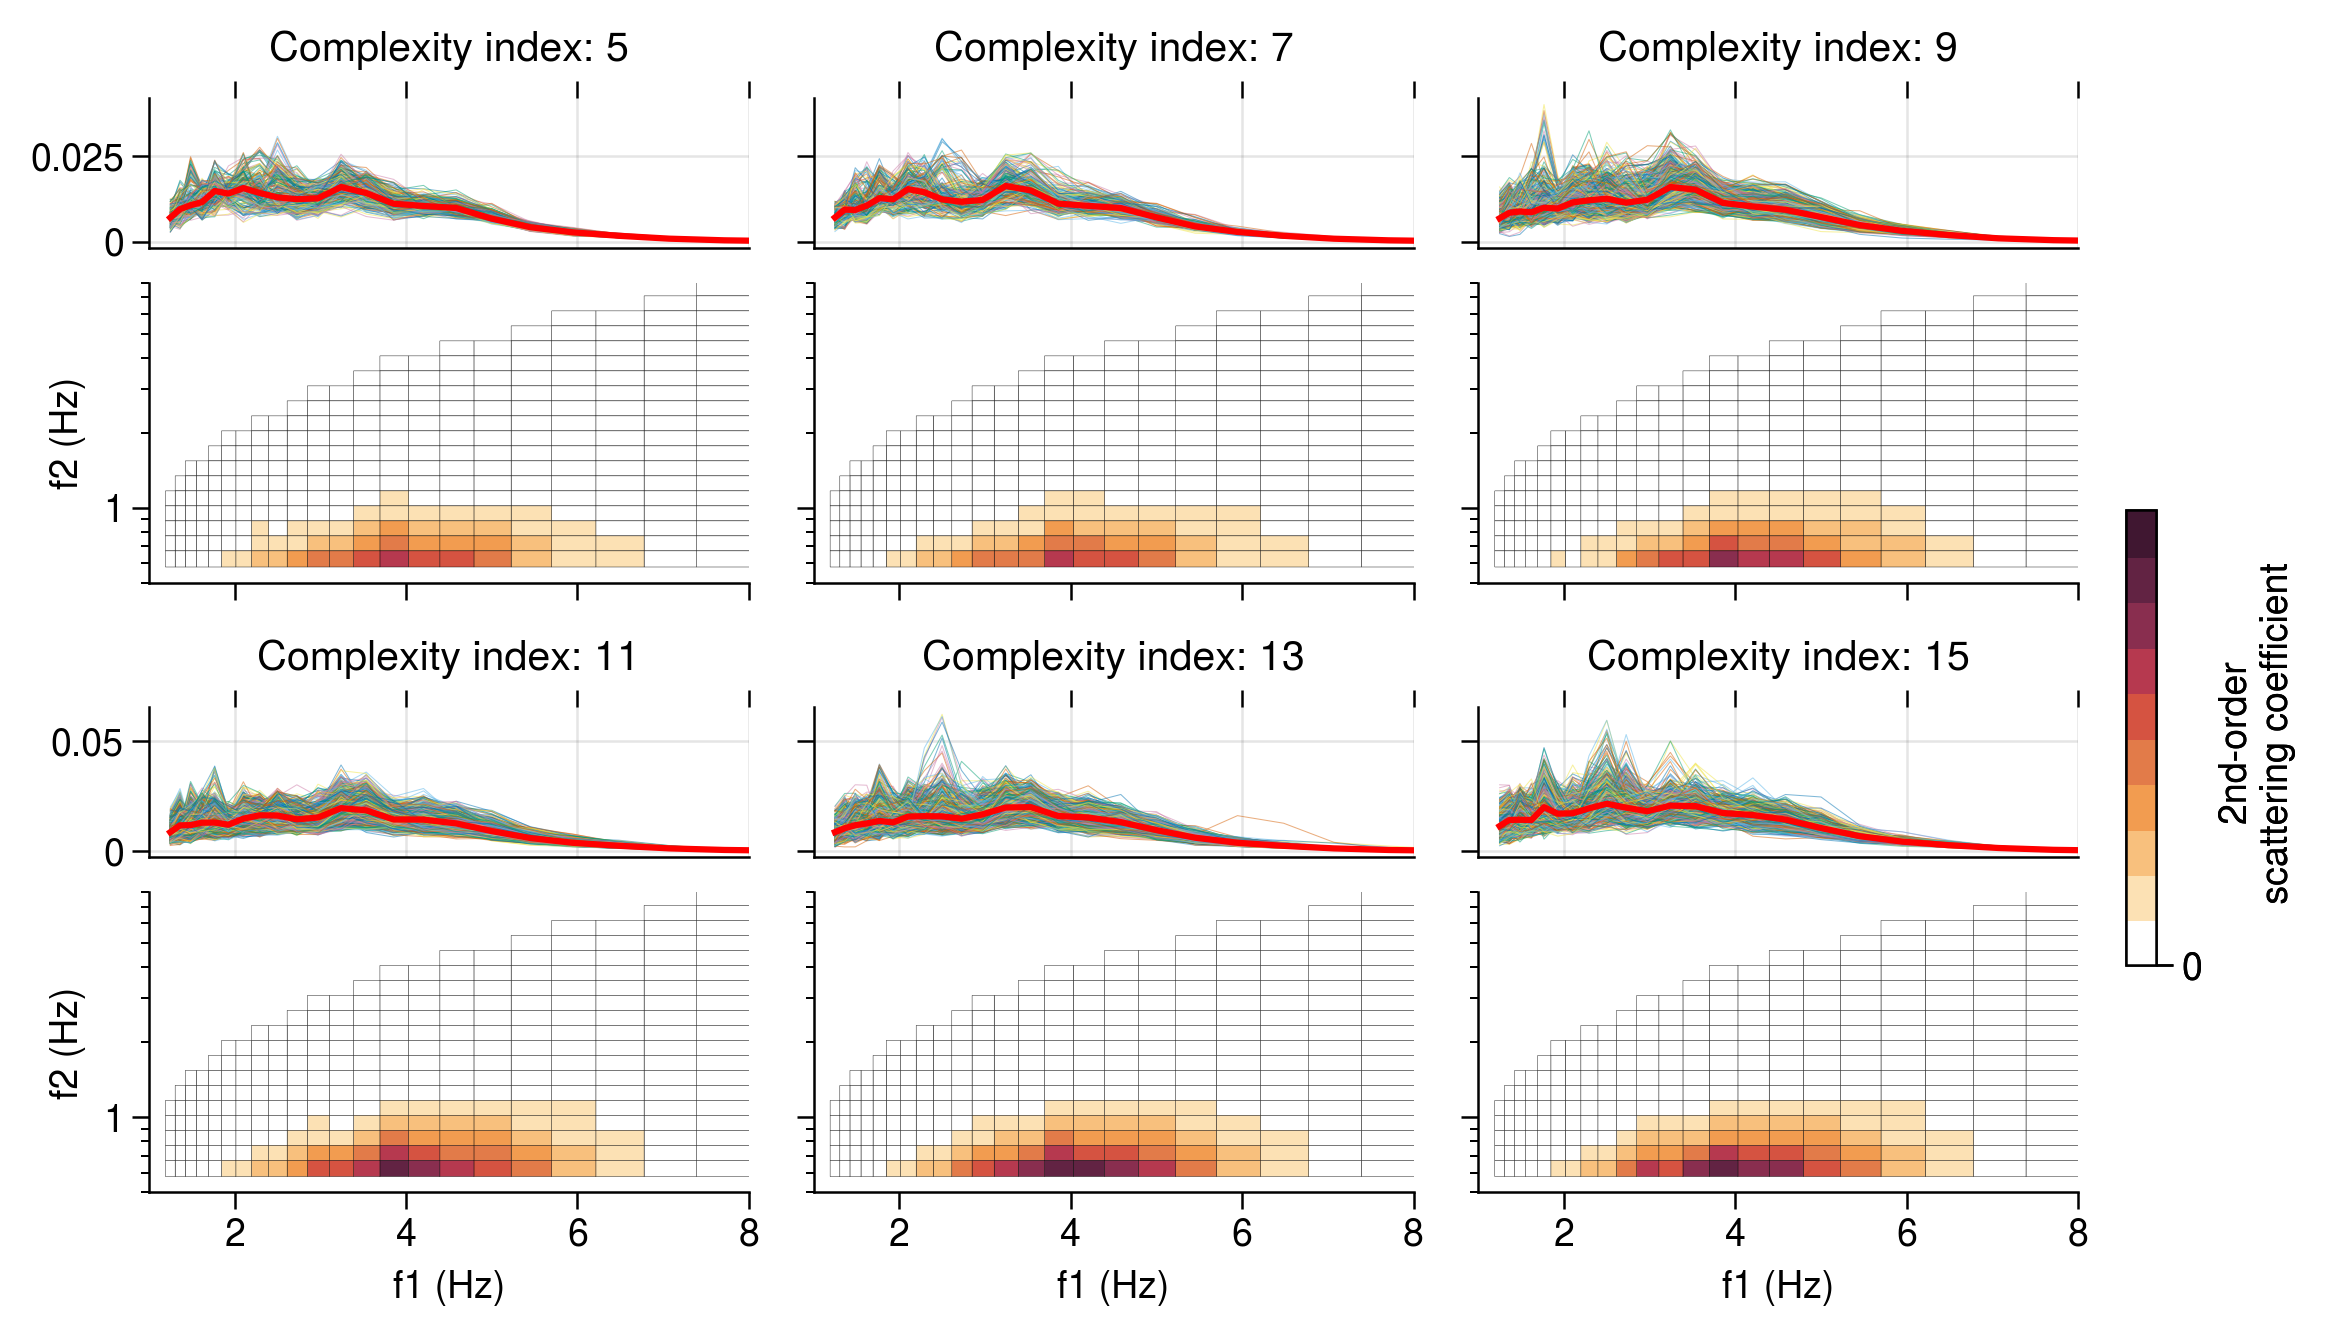 Complexity index: 5
Complexity index: 7
Complexity index: 9
0.025
0
f2 (Hz)
1
Complexity index: 11
Complexity index: 13
Complexity index: 15
0.05
0
f2 (Hz)
1
2 4 6 8
2 4 6 8
2 4 6 8
f1 (Hz)
f1 (Hz)
f1 (Hz)
0
2nd-order
scattering coefficient